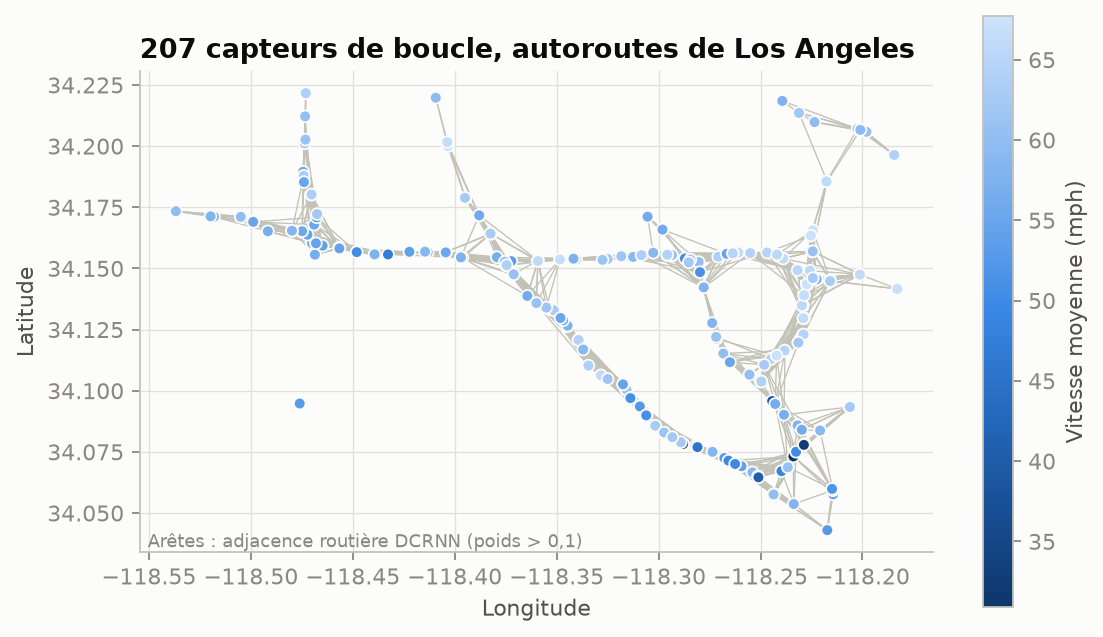 207 capteurs de boucle, autoroutes de Los Angeles
34.225
34.200
34.175
34.150
34.125
34.100
34.075
34.050
Latitude
Arêtes : adjacence routière DCRNN (poids > 0,1)
−118.55 −118.50 −118.45 −118.40 −118.35 −118.30 −118.25 −118.20
Longitude
65
60
55
50
45
40
35
Vitesse moyenne (mph)